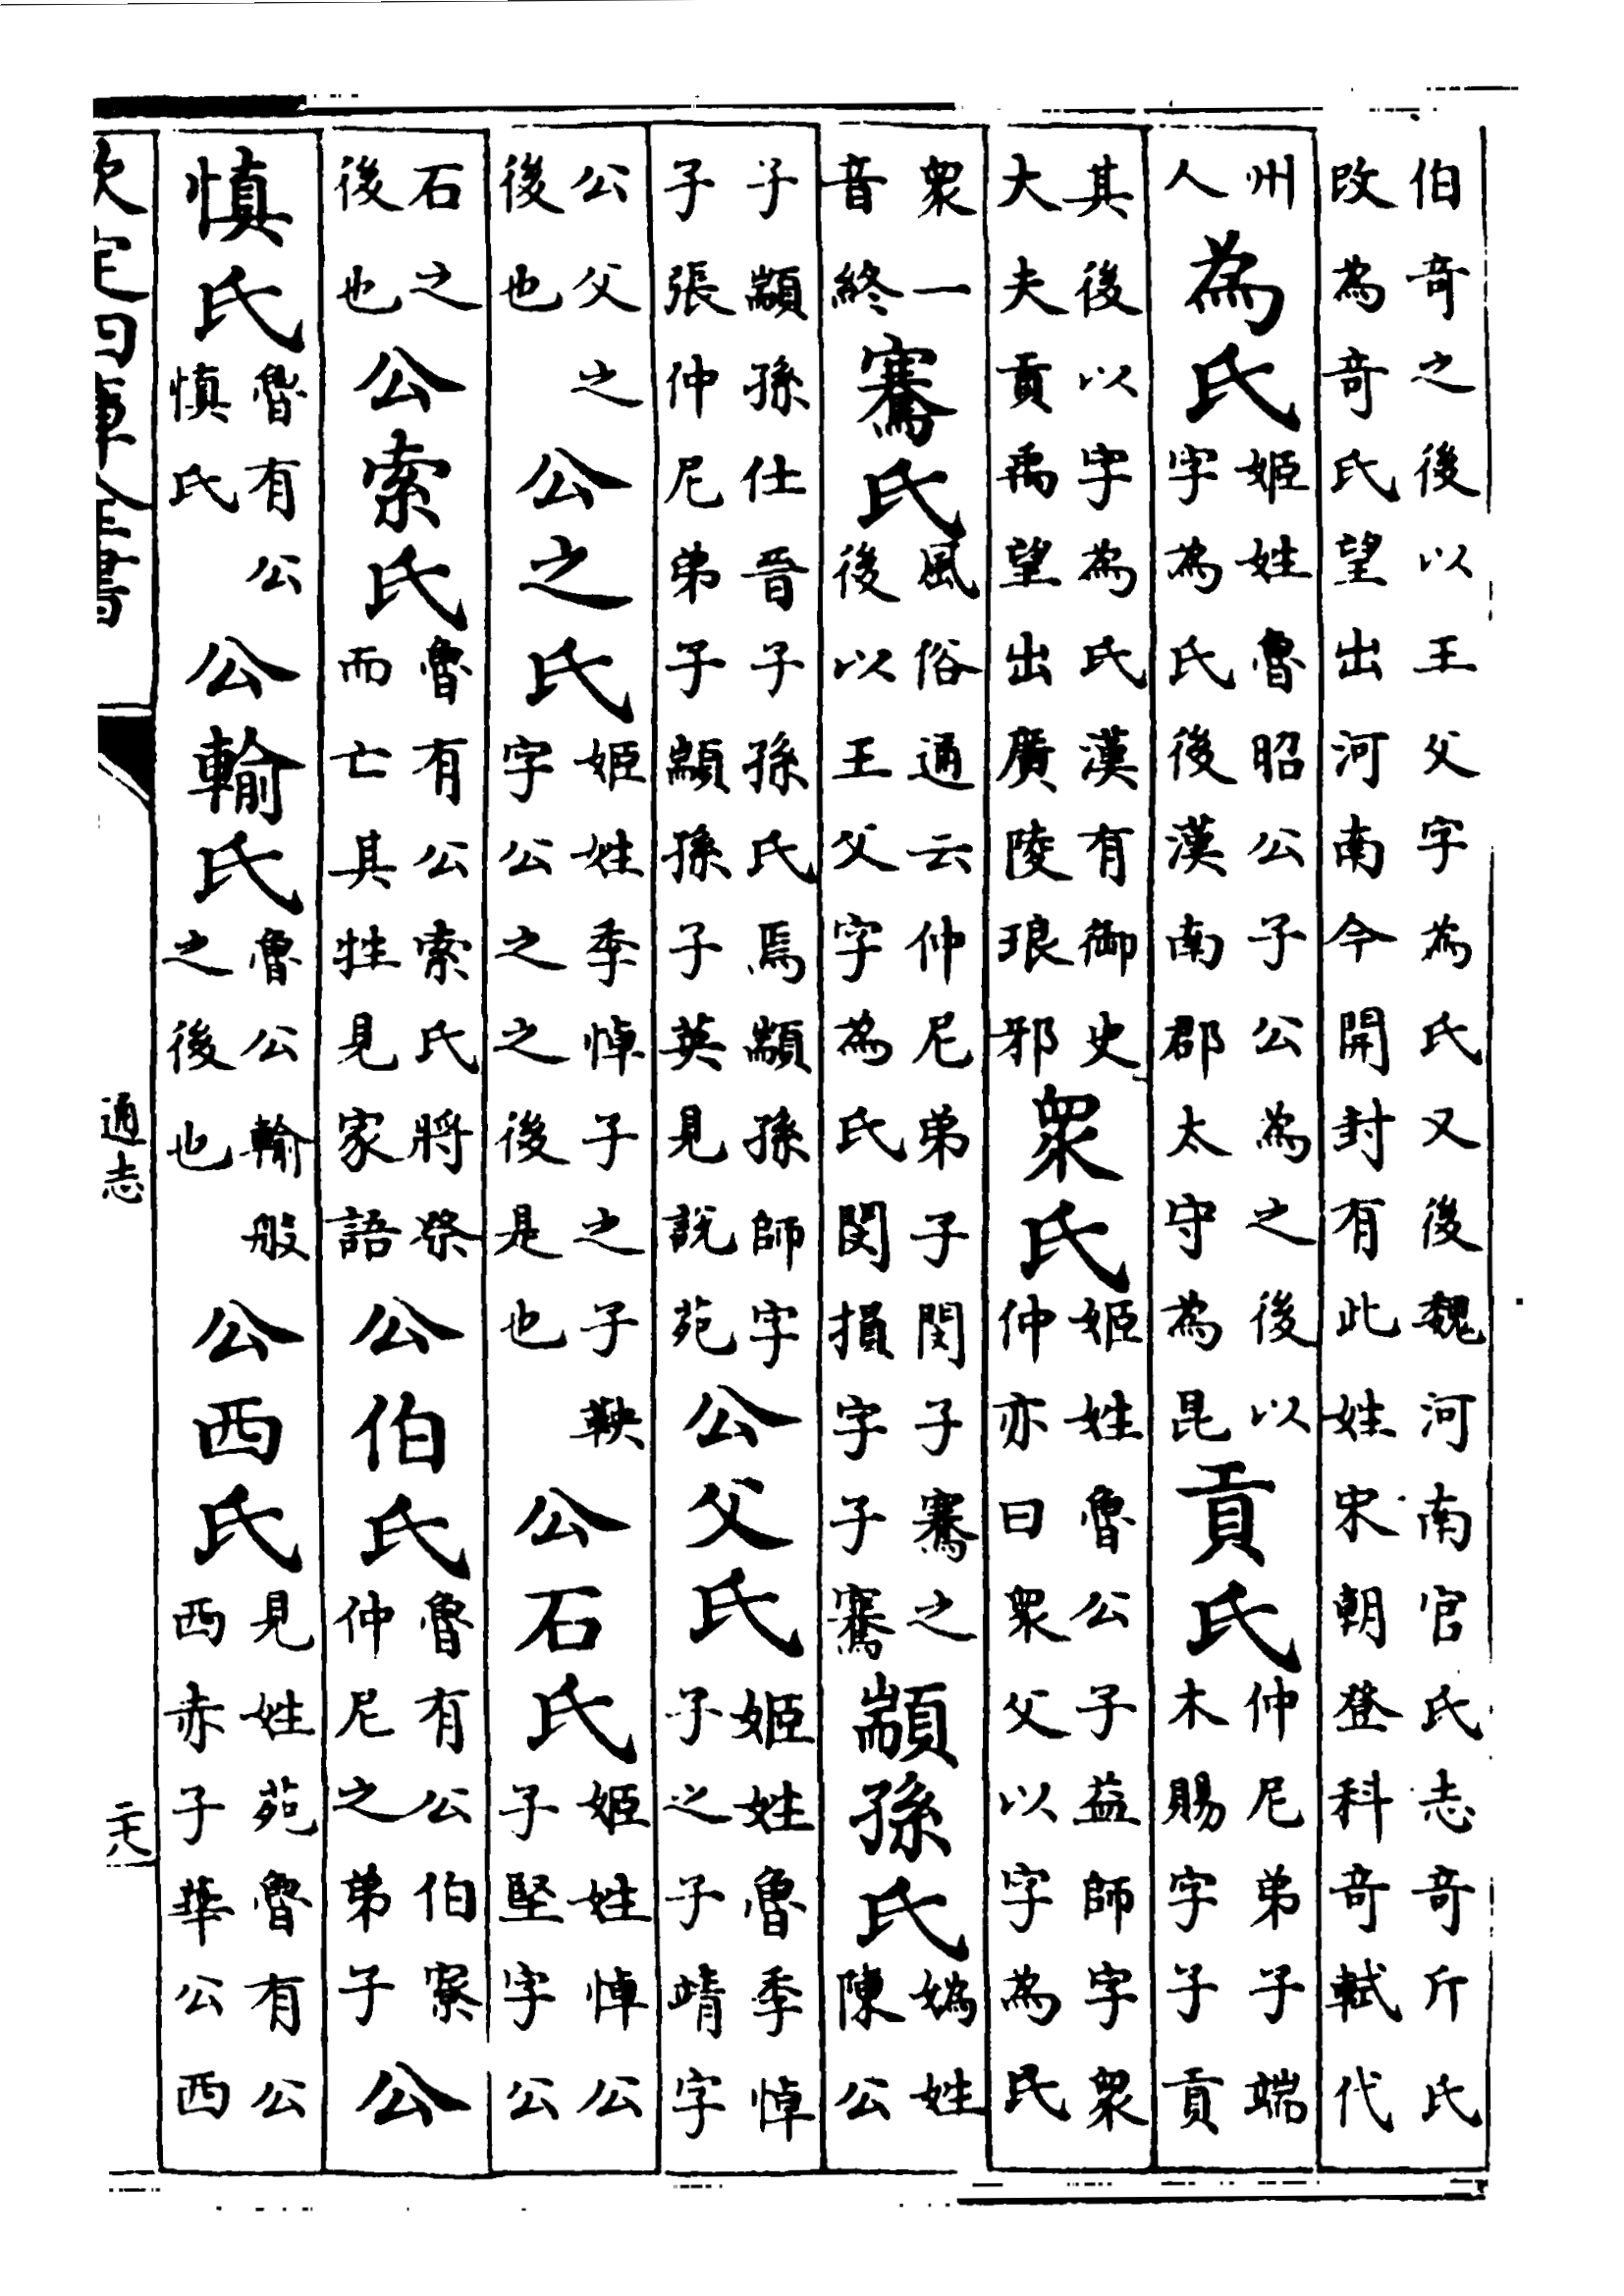 伯奇之後以王父字為氏又後魏河南官氏志奇斤氏
改為奇氏望出河南今開封有此姓宋朝登科奇軾代
州人為氏姬姓魯昭公子公為之後以字為氏後漢南郡太守為昆貢氏仲尼弟子端木賜字子貢
其後以字為氏漢有御史大夫貢禹望出廣陵琅邪衆氏姬姓魯公子益師字衆仲亦曰衆父以字為氏
衆一音終騫氏風俗通云仲尼弟子閔子騫之後以王父字為氏閔損字子騫顓孫氏媯姓陳公
子顓孫仕晉子孫氏焉顓孫師字子張仲尼弟子顓孫子英見說苑公父氏姬姓魯季悼子之子靖字
公父之後也公之氏姬姓季悼子之子鞅字公之之後是也公石氏姬姓悼公子堅字公
石之後也公索氏魯有公索氏將祭而亡其牲見家語公伯氏魯有公伯寮仲尼之弟子公
慎氏魯有公慎氏公輸氏魯公輸般之後也公西氏見姓苑魯有公西赤子華公西
欽定四庫全書
通志
二十八